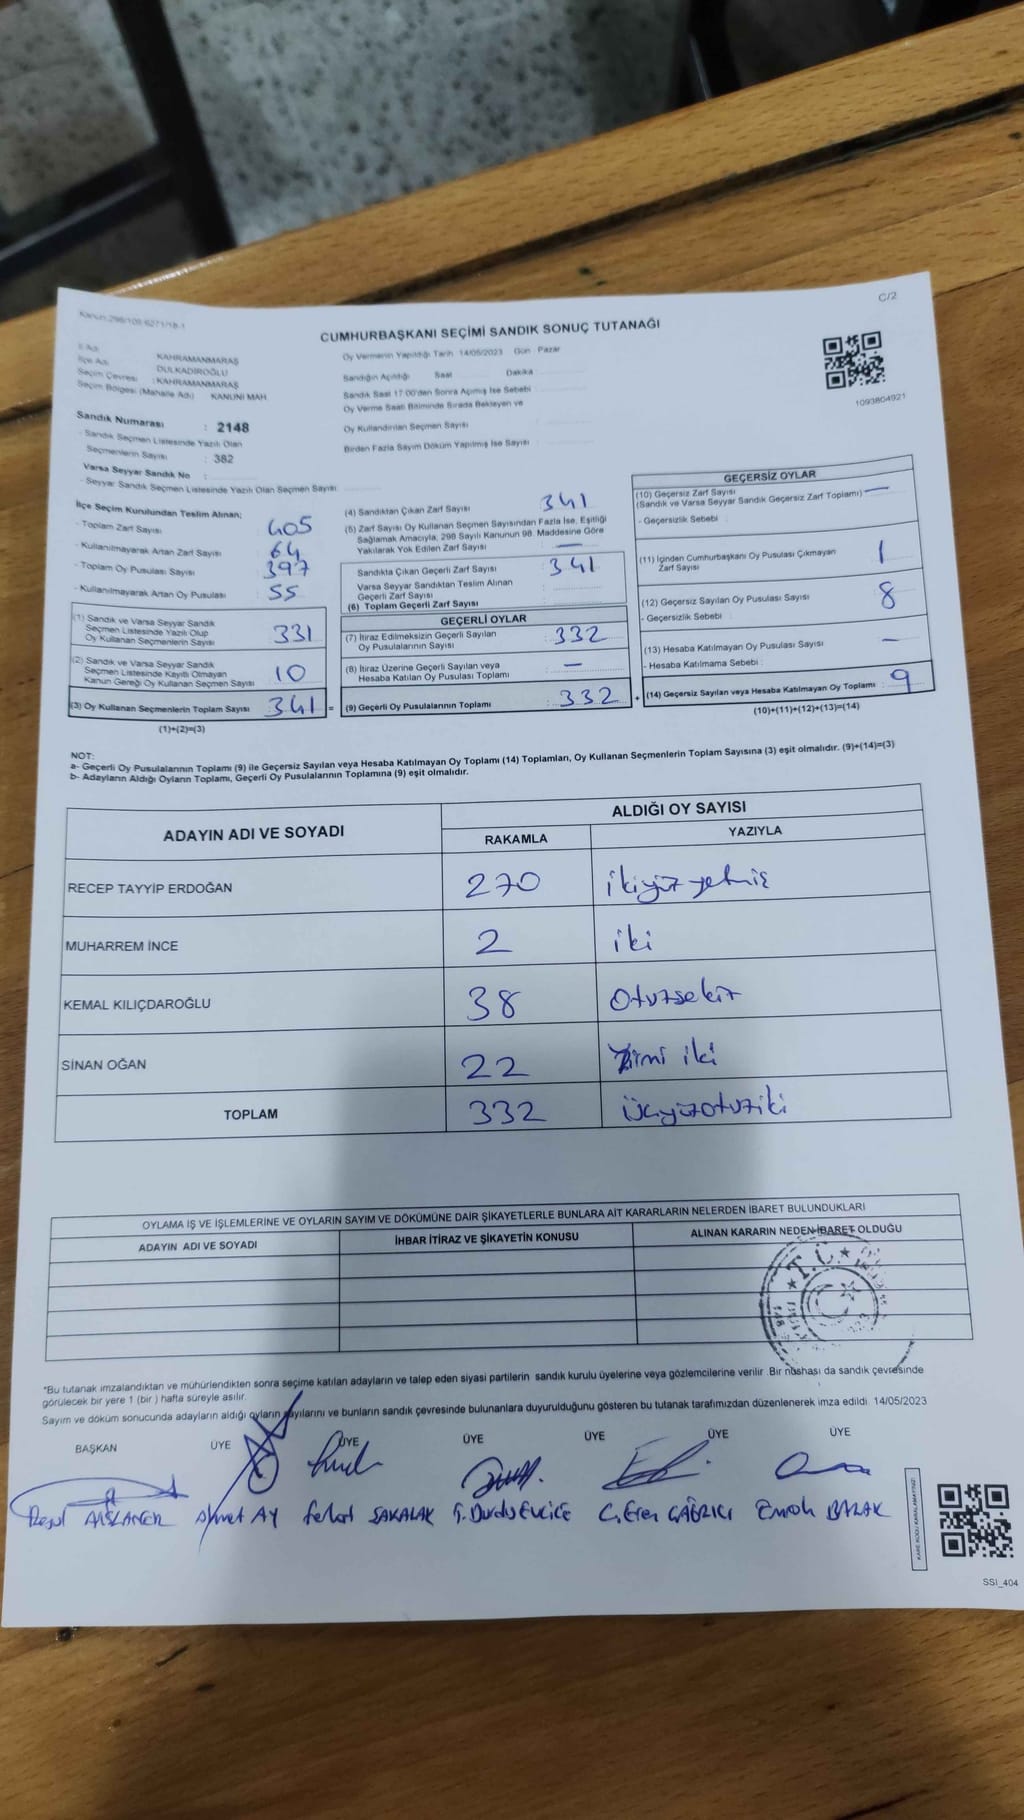 C/2
CUMHURBAŞKANI SEÇİMİ SANDIK SONUÇ TUTANAĞI
İl Adı : KAHRAMANMARAŞ
İlçe Adı : DULKADİROĞLU
Seçim Çevresi : KAHRAMANMARAŞ
Seçim Bölgesi (Mahalle Adı) KANUNİ MAH.
Sandık Numarası : 2148
- Sandık Seçmen Listesinde Yazılı Olan
Seçmenlerin Sayısı : 382
Varsa Seyyar Sandık No :
- Seyyar Sandık Seçmen Listesinde Yazılı Olan Seçmen Sayısı
Oy Vermenin Yapıldığı Tarih 14/05/2023 Gün : Pazar
Sandığın Açıldığı Saat Dakika
Sandık Saat 17.00'den Sonra Açılmış İse Sebebi
Oy Verme Saati Bitiminde Sırada Bekleyen ve
Oy Kullandırılan Seçmen Sayısı
Birden Fazla Sayım Döküm Yapılmış İse Sayısı
1093804921
İlçe Seçim Kurulundan Teslim Alınan;
- Toplam Zarf Sayısı 405
- Kullanılmayarak Artan Zarf Sayısı 64
- Toplam Oy Pusulası Sayısı 397
- Kullanılmayarak Artan Oy Pusulası 55
(1) Sandık ve Varsa Seyyar Sandık
Seçmen Listesinde Yazılı Olup
Oy Kullanan Seçmenlerin Sayısı 331
(2) Sandık ve Varsa Seyyar Sandık
Seçmen Listesinde Kayıtlı Olmayan
Kanun Gereği Oy Kullanan Seçmen Sayısı 10
(3) Oy Kullanan Seçmenlerin Toplam Sayısı 341 =
(1)+(2)=(3)
(4) Sandıktan Çıkan Zarf Sayısı 341
(5) Zarf Sayısı Oy Kullanan Seçmen Sayısından Fazla İse, Eşitliği
Sağlamak Amacıyla, 298 Sayılı Kanunun 98. Maddesine Göre
Yakılarak Yok Edilen Zarf Sayısı —
Sandıkta Çıkan Geçerli Zarf Sayısı : 341
Varsa Seyyar Sandıktan Teslim Alınan
Geçerli Zarf Sayısı
(6) Toplam Geçerli Zarf Sayısı
GEÇERLİ OYLAR
(7) İtiraz Edilmeksizin Geçerli Sayılan
Oy Pusulalarının Sayısı : 332
(8) İtiraz Üzerine Geçerli Sayılan veya
Hesaba Katılan Oy Pusulası Toplamı : —
(9) Geçerli Oy Pusulalarının Toplamı : 332 +
GEÇERSİZ OYLAR
(10) Geçersiz Zarf Sayısı
(Sandık ve Varsa Seyyar Sandık Geçersiz Zarf Toplamı) —
- Geçersizlik Sebebi
(11) İçinden Cumhurbaşkanı Oy Pusulası Çıkmayan
Zarf Sayısı 1
(12) Geçersiz Sayılan Oy Pusulası Sayısı 8
- Geçersizlik Sebebi
(13) Hesaba Katılmayan Oy Pusulası Sayısı —
- Hesaba Katılmama Sebebi :
(14) Geçersiz Sayılan veya Hesaba Katılmayan Oy Toplamı : 9
(10)+(11)+(12)+(13)=(14)
NOT:
a- Geçerli Oy Pusulalarının Toplamı (9) ile Geçersiz Sayılan veya Hesaba Katılmayan Oy Toplamı (14) Toplamları, Oy Kullanan Seçmenlerin Toplam Sayısına (3) eşit olmalıdır. (9)+(14)=(3)
b- Adayların Aldığı Oyların Toplamı, Geçerli Oy Pusulalarının Toplamına (9) eşit olmalıdır.
ADAYIN ADI VE SOYADI ALDIĞI OY SAYISI
RAKAMLA YAZIYLA
RECEP TAYYİP ERDOĞAN 270 ikiyüz yetmiş
MUHARREM İNCE 2 iki
KEMAL KILIÇDAROĞLU 38 Otuzsekiz
SİNAN OĞAN 22 Yirmi iki
TOPLAM 332 üçyüzotuziki
OYLAMA İŞ VE İŞLEMLERİNE VE OYLARIN SAYIM VE DÖKÜMÜNE DAİR ŞİKAYETLERLE BUNLARA AİT KARARLARIN NELERDEN İBARET BULUNDUKLARI
ADAYIN ADI VE SOYADI İHBAR İTİRAZ VE ŞİKAYETİN KONUSU ALINAN KARARIN NEDEN İBARET OLDUĞU
T.C.
*Bu tutanak imzalandıktan ve mühürlendikten sonra seçime katılan adayların ve talep eden siyasi partilerin sandık kurulu üyelerine veya gözlemcilerine verilir. Bir nüshası da sandık çevresinde
görülecek bir yere 1 (bir) hafta süreyle asılır.
Sayım ve döküm sonucunda adayların aldığı oyların sayılarını ve bunların sandık çevresinde bulunanlara duyurulduğunu gösteren bu tutanak tarafımızdan düzenlenerek imza edildi. 14/05/2023
BAŞKAN ÜYE ÜYE ÜYE ÜYE ÜYE ÜYE
Ahmet AY Ferhat SAKALAK
KARE KODU KARALAMAYINIZ!
SSI_404